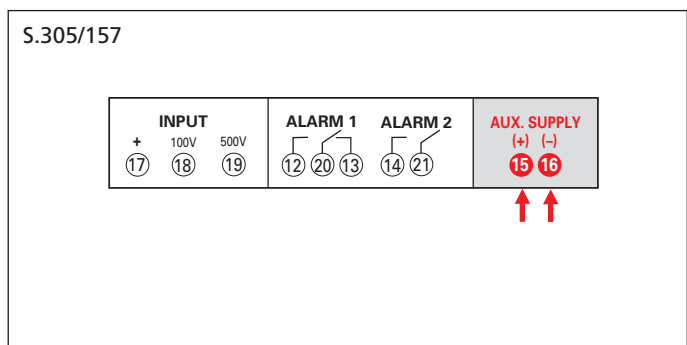 S.305/157
INPUT ALARM 1 ALARM 2 AUX. SUPPLY
+ 100V 500V (+) (–)
17 18 19 12 20 13 14 21 15 16